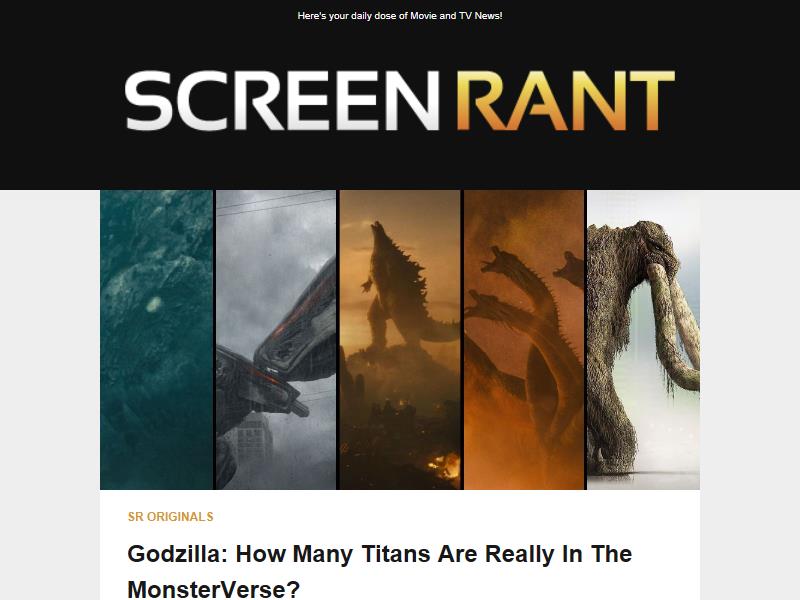 Here's your daily dose of Movie and TV News!
SCREEN RANT
SR ORIGINALS
Godzilla: How Many Titans Are Really In The
MonsterVerse?